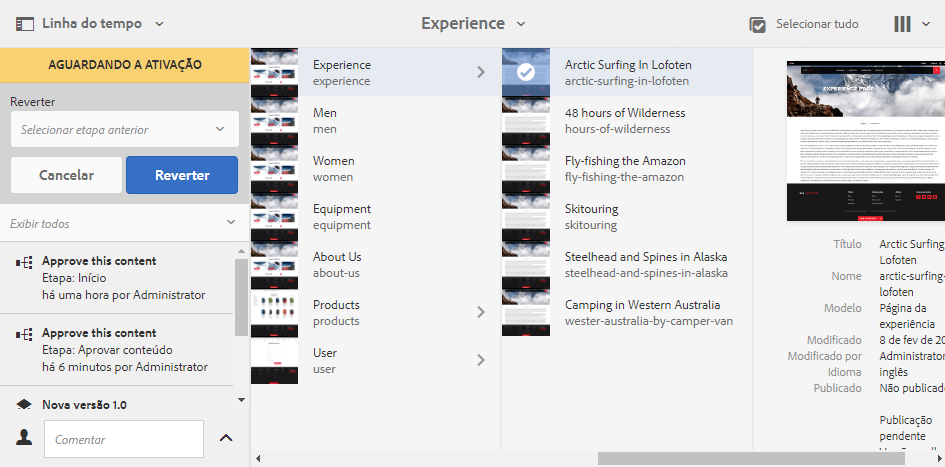 Linha do tempo
Experience
Selecionar tudo
AGUARDANDO A ATIVAÇÃO
Reverter
Selecionar etapa anterior
Cancelar
Reverter
Exibir todos
Approve this content
Etapa: Início
há uma hora por Administrator
Approve this content
Etapa: Aprovar conteúdo
há 6 minutos por Administrator
Nova versão 1.0
Comentar
Experience
experience
Men
men
Women
women
Equipment
equipment
About Us
about-us
Products
products
User
user
Arctic Surfing In Lofoten
arctic-surfing-in-lofoten
48 hours of Wilderness
hours-of-wilderness
Fly-fishing the Amazon
fly-fishing-the-amazon
Skitouring
skitouring
Steelhead and Spines in Alaska
steelhead-and-spines-in-alaska
Camping in Western Australia
wester-australia-by-camper-van
EXPERIENCE PAGE
Título Arctic Surfing
Lofoten
Nome arctic-surfing-
lofoten
Modelo Página da
experiência
Modificado 8 de fev de 20
Modificado por Administrator
Idioma inglês
Publicado Não publicad
Publicação
pendente